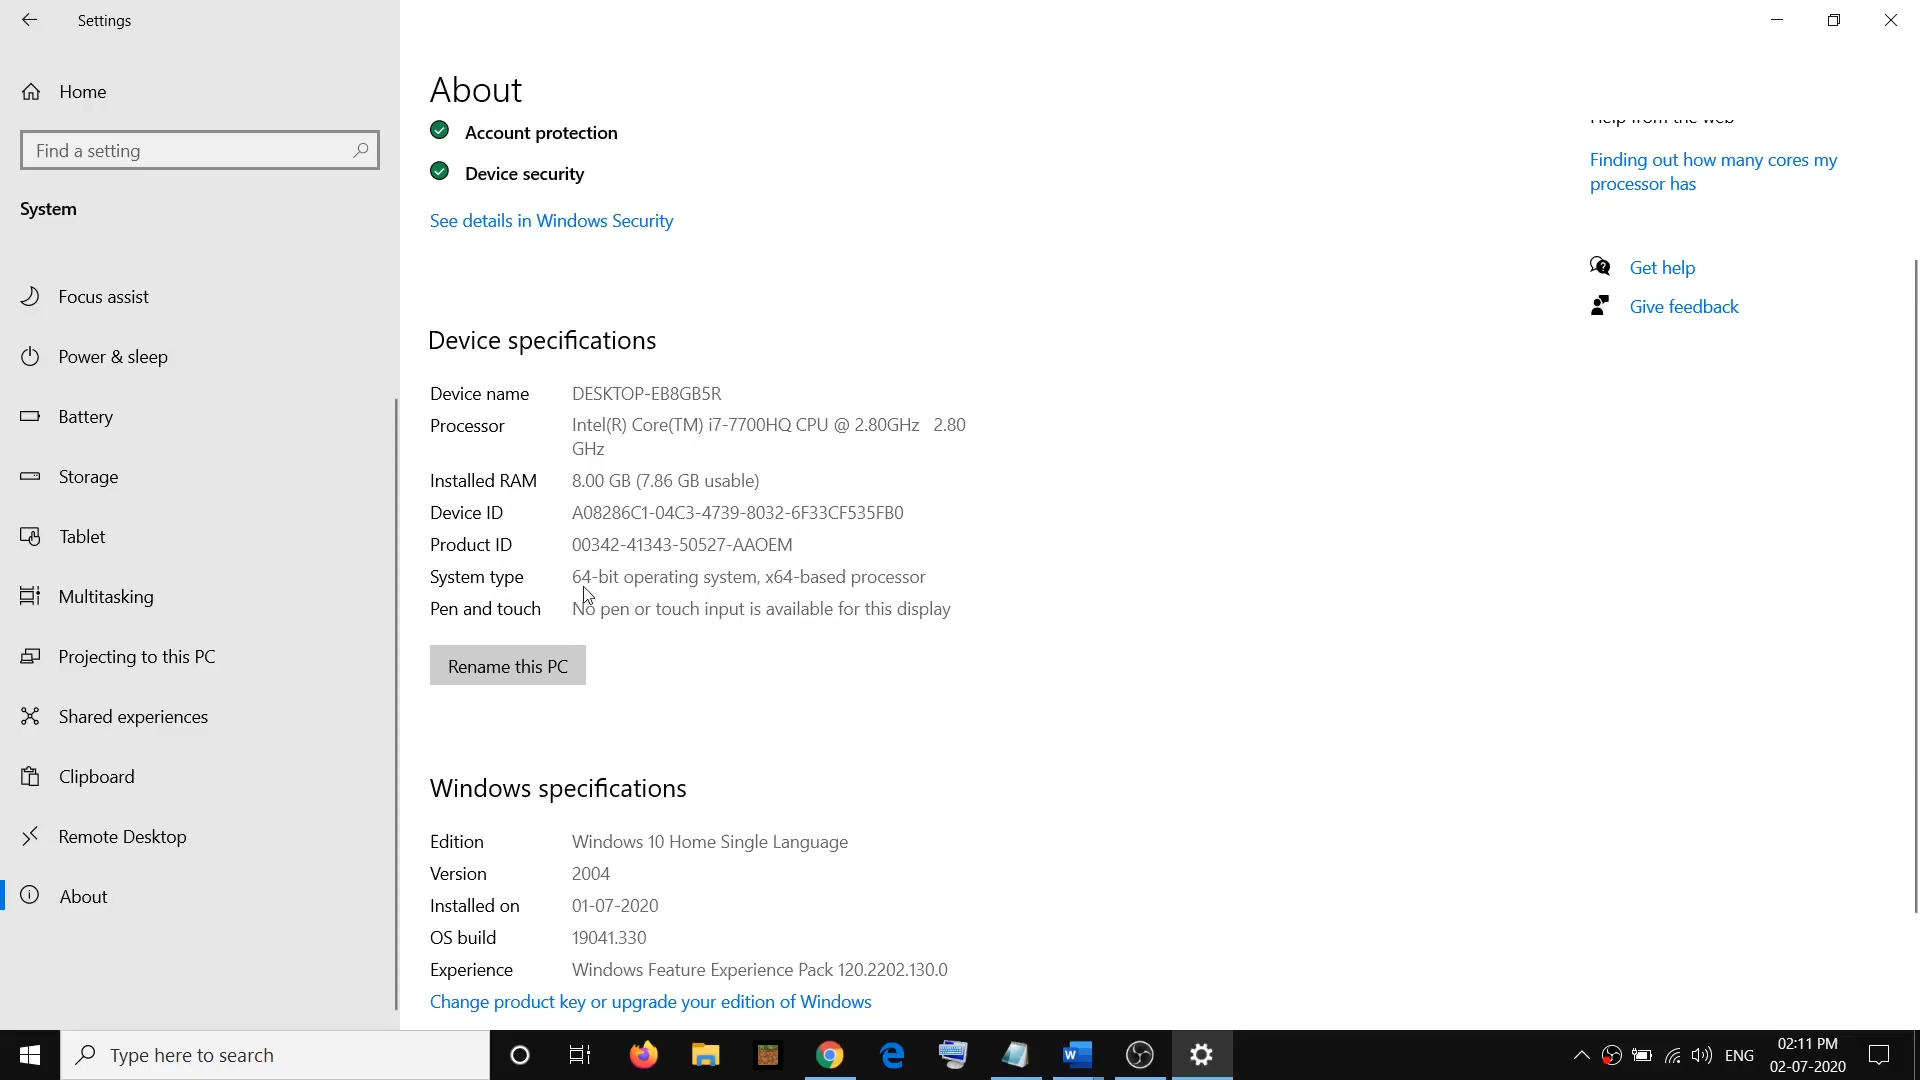 Settings
Home
Find a setting
System
Focus assist
Power & sleep
Battery
Storage
Tablet
Multitasking
Projecting to this PC
Shared experiences
Clipboard
Remote Desktop
About
About
Account protection
Device security
See details in Windows Security
Device specifications
Device name DESKTOP-EB8GB5R
Processor Intel(R) Core(TM) i7-7700HQ CPU @ 2.80GHz 2.80
GHz
Installed RAM 8.00 GB (7.86 GB usable)
Device ID A08286C1-04C3-4739-8032-6F33CF535FB0
Product ID 00342-41343-50527-AAOEM
System type 64-bit operating system, x64-based processor
Pen and touch No pen or touch input is available for this display
Rename this PC
Windows specifications
Edition Windows 10 Home Single Language
Version 2004
Installed on 01-07-2020
OS build 19041.330
Experience Windows Feature Experience Pack 120.2202.130.0
Change product key or upgrade your edition of Windows
Help from the web
Finding out how many cores my
processor has
Get help
Give feedback
Type here to search
ENG
02:11 PM
02-07-2020